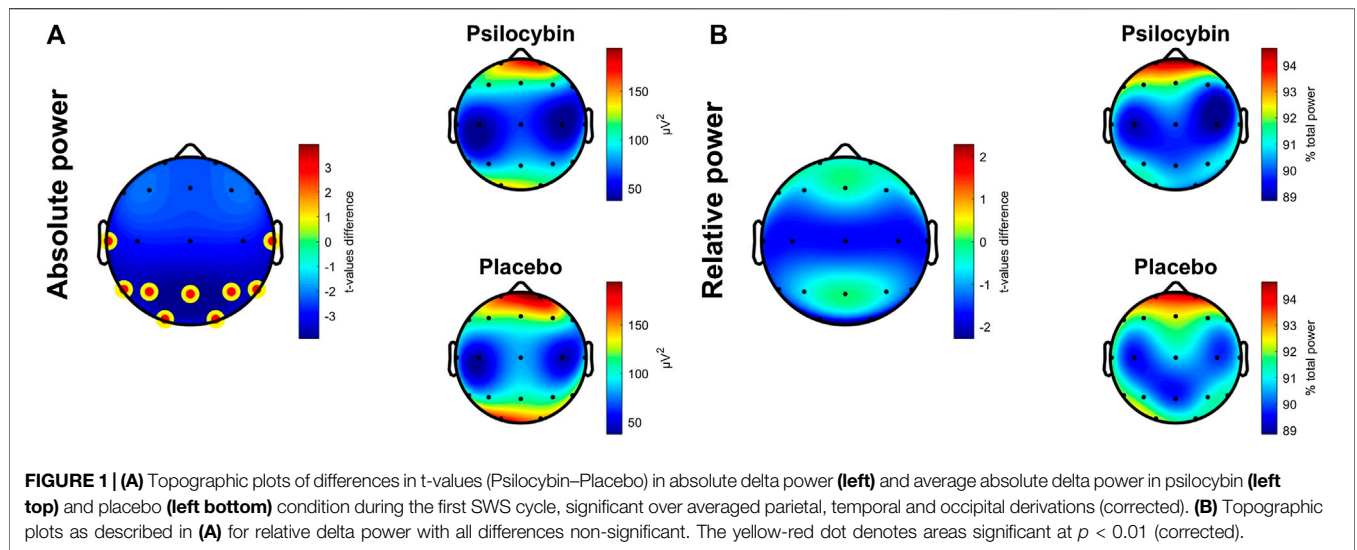 A
Absolute power
3
2
1
0
-1
-2
-3
t-values difference
Psilocybin
150
100
50
µV²
Placebo
150
100
50
µV²
B
Relative power
2
1
0
-1
-2
t-values difference
Psilocybin
94
93
92
91
90
89
% total power
Placebo
94
93
92
91
90
89
% total power
FIGURE 1 | (A) Topographic plots of differences in t-values (Psilocybin–Placebo) in absolute delta power (left) and average absolute delta power in psilocybin (left
top) and placebo (left bottom) condition during the first SWS cycle, significant over averaged parietal, temporal and occipital derivations (corrected). (B) Topographic
plots as described in (A) for relative delta power with all differences non-significant. The yellow-red dot denotes areas significant at p < 0.01 (corrected).